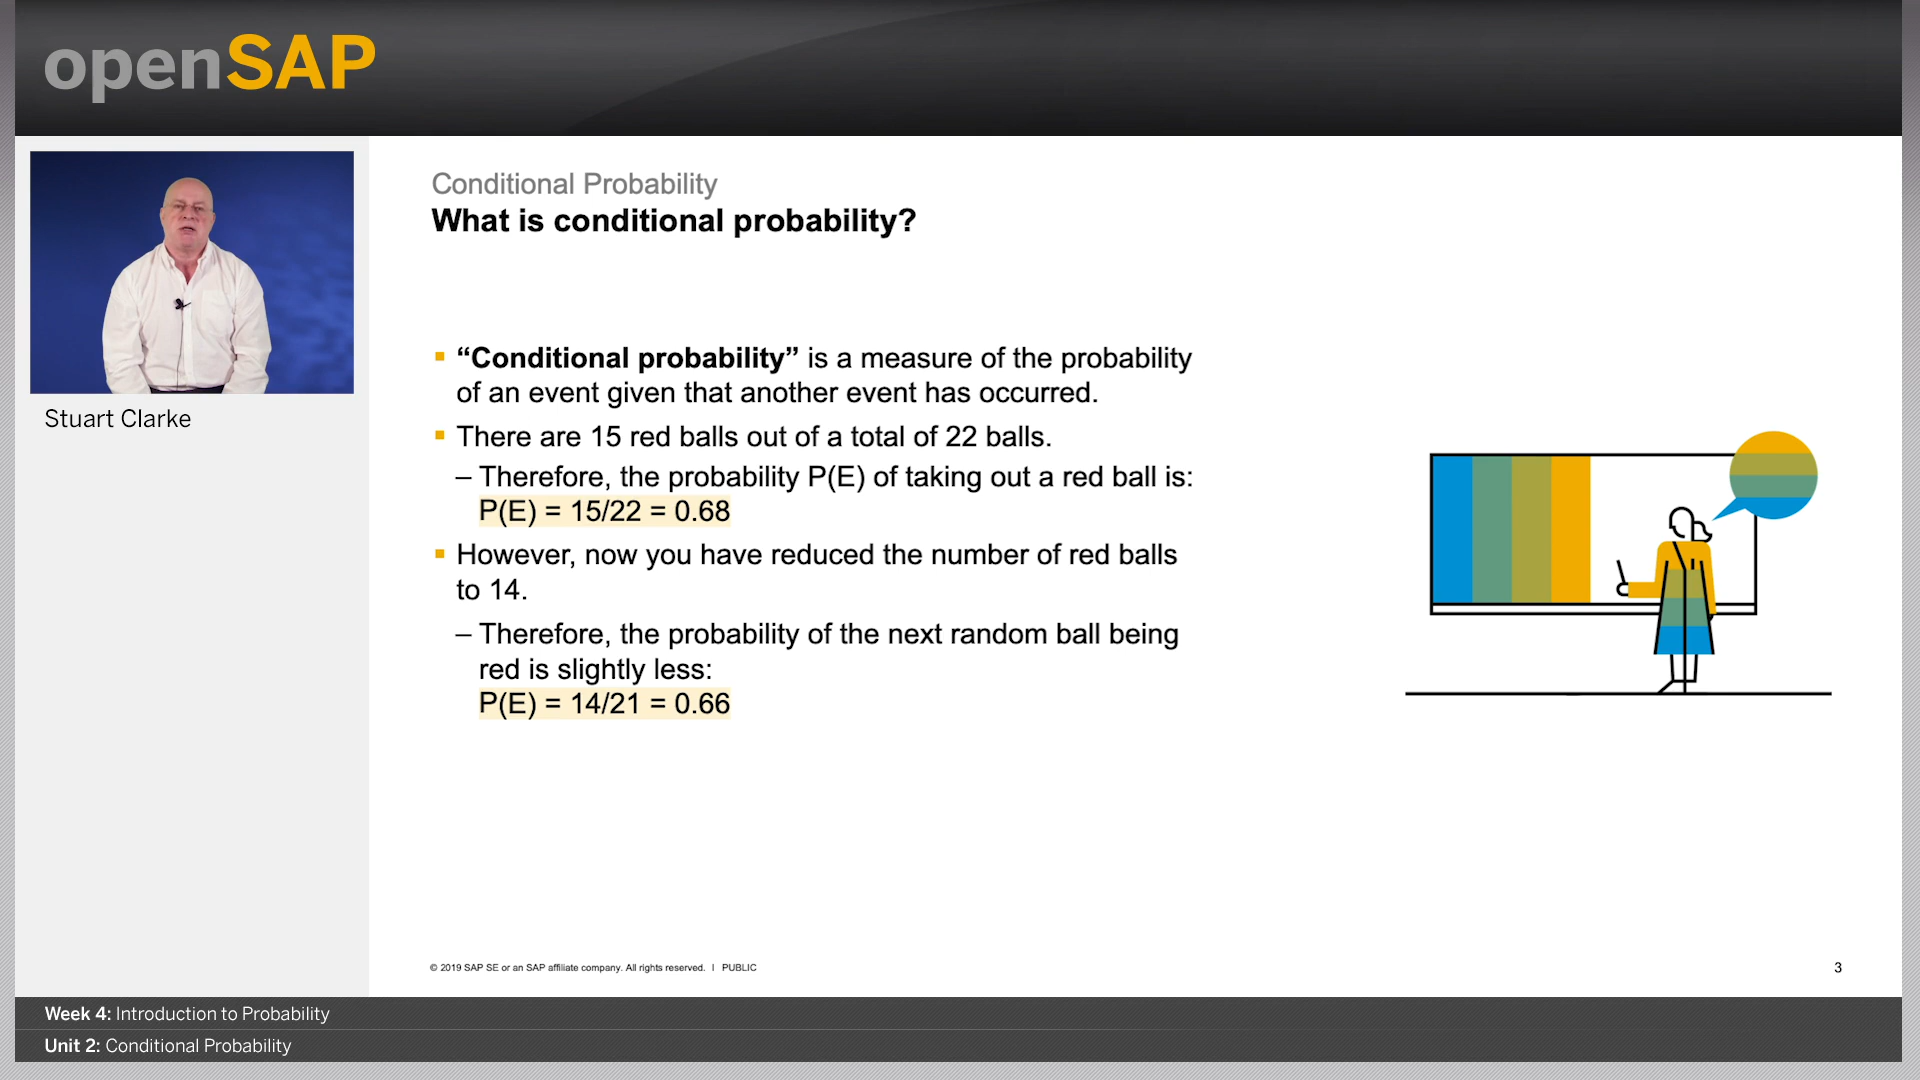 openSAP
Stuart Clarke
Conditional Probability
What is conditional probability?
▪ “Conditional probability” is a measure of the probability
of an event given that another event has occurred.
▪ There are 15 red balls out of a total of 22 balls.
– Therefore, the probability P(E) of taking out a red ball is:
P(E) = 15/22 = 0.68
▪ However, now you have reduced the number of red balls
to 14.
– Therefore, the probability of the next random ball being
red is slightly less:
P(E) = 14/21 = 0.66
© 2019 SAP SE or an SAP affiliate company. All rights reserved. ǀ PUBLIC
3
Week 4: Introduction to Probability
Unit 2: Conditional Probability